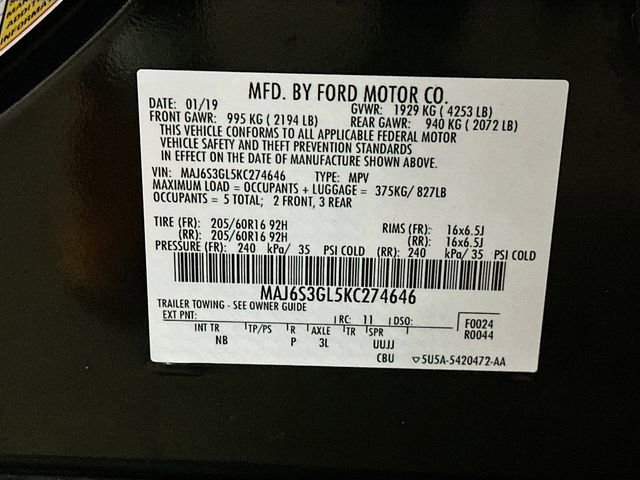 MFD. BY FORD MOTOR CO.
DATE: 01/19 GVWR: 1929 KG ( 4253 LB)
FRONT GAWR: 995 KG ( 2194 LB) REAR GAWR: 940 KG ( 2072 LB)
THIS VEHICLE CONFORMS TO ALL APPLICABLE FEDERAL MOTOR
VEHICLE SAFETY AND THEFT PREVENTION STANDARDS
IN EFFECT ON THE DATE OF MANUFACTURE SHOWN ABOVE.
VIN: MAJ6S3GL5KC274646 TYPE: MPV
MAXIMUM LOAD = OCCUPANTS + LUGGAGE = 375KG/ 827LB
OCCUPANTS = 5 TOTAL; 2 FRONT, 3 REAR
TIRE (FR): 205/60R16 92H RIMS (FR): 16x6.5J
(RR): 205/60R16 92H (RR): 16x6.5J
PRESSURE (FR): 240 kPa/ 35 PSI COLD (RR): 240 kPa/ 35 PSI COLD
MAJ6S3GL5KC274646
TRAILER TOWING - SEE OWNER GUIDE
EXT PNT: RC: 11 DSO: F0024
R0044
INT TR TP/PS R AXLE TR SPR
NB P 3L UUJJ
CBU 5U5A-5420472-AA